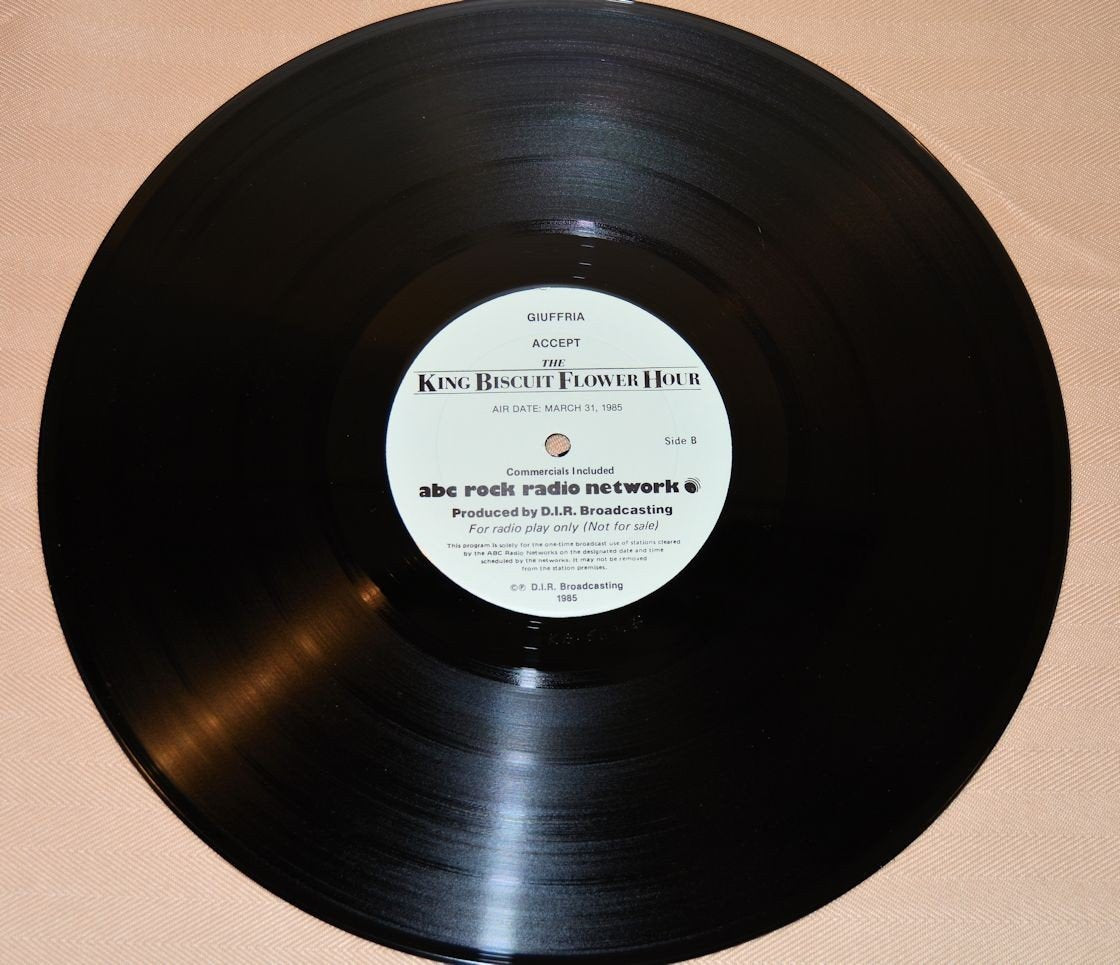 GIUFFRIA
ACCEPT
THE
KING BISCUIT FLOWER HOUR
AIR DATE: MARCH 31, 1985
Side B
Commercials Included
abc rock radio network
Produced by D.I.R. Broadcasting
For radio play only (Not for sale)
This program is solely for the one-time broadcast use of stations cleared
by the ABC Radio Networks on the designated date and time
scheduled by the networks. It may not be removed
from the station premises.
©℗ D.I.R. Broadcasting
1985